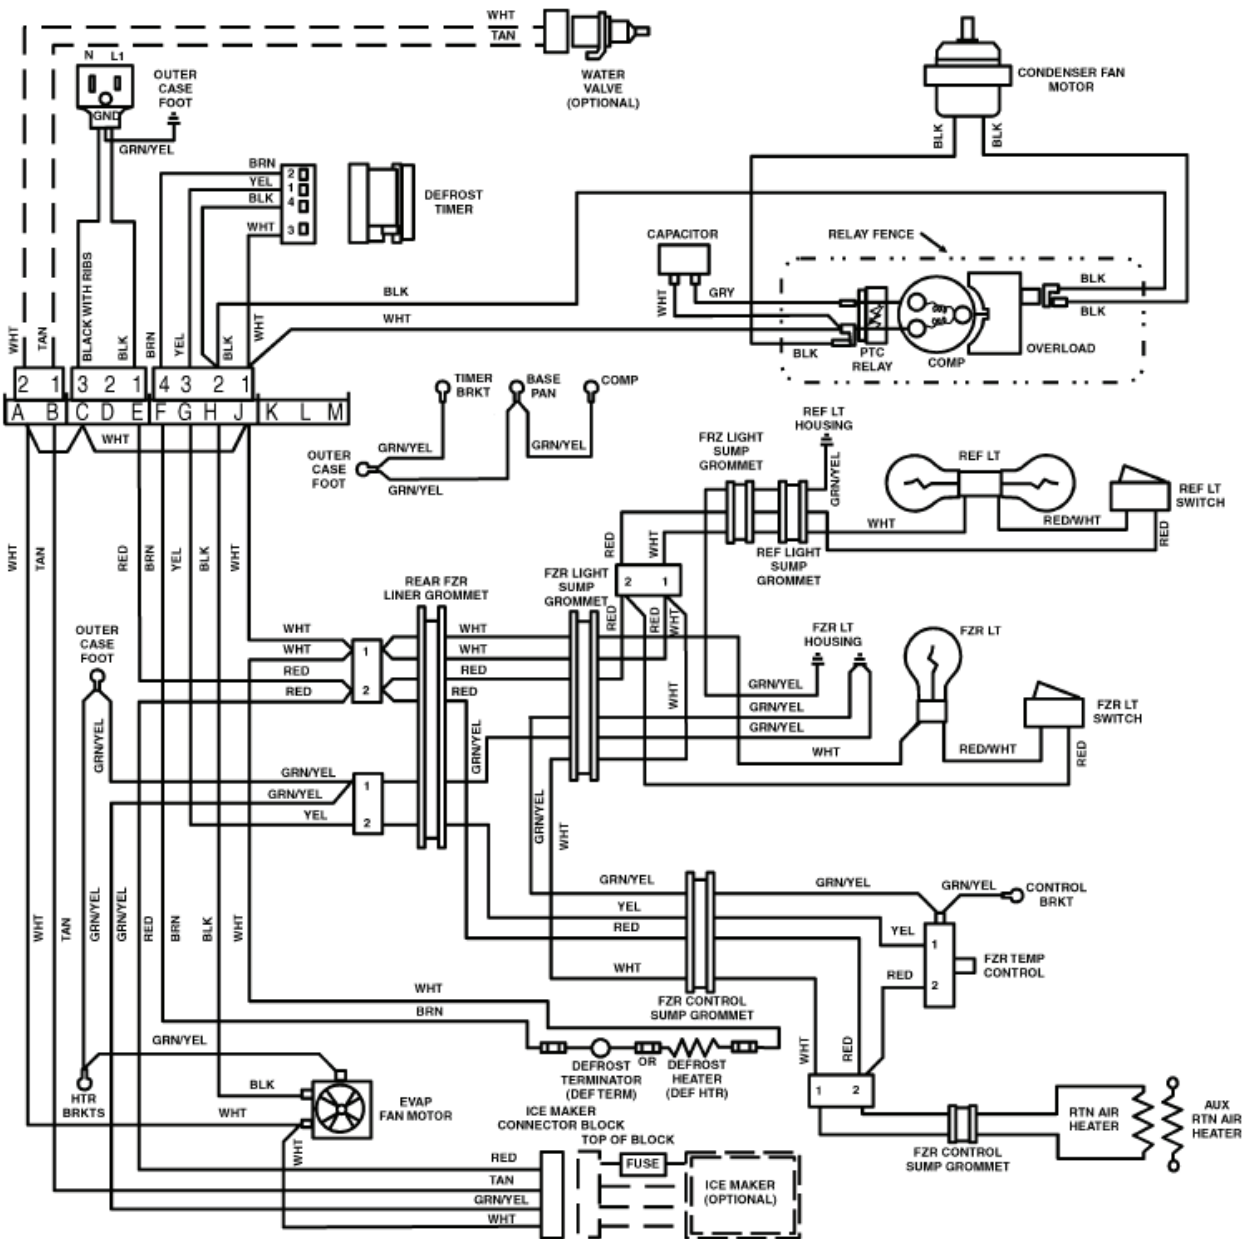 WHT
TAN
WATER
VALVE
(OPTIONAL)
N L1
GND
OUTER
CASE
FOOT
GRN/YEL
CONDENSER FAN
MOTOR
BLK
BLK
BRN
YEL
BLK
WHT
2
1
4
3
DEFROST
TIMER
CAPACITOR
RELAY FENCE
WHT
GRY
BLK
BLK
BLK
PTC
RELAY
COMP
OVERLOAD
BLK
WHT
WHT
TAN
BLACK WITH RIBS
BLK
BRN
YEL
BLK
WHT
2 1 3 2 1 4 3 2 1
A B C D E F G H J K L M
WHT
TIMER
BRKT
BASE
PAN
COMP
GRN/YEL
GRN/YEL
GRN/YEL
OUTER
CASE
FOOT
REF LT
HOUSING
GRN/YEL
FRZ LIGHT
SUMP
GROMMET
REF LT
REF LT
SWITCH
WHT
RED/WHT
RED
REF LIGHT
SUMP
GROMMET
RED
WHT
2 1
RED
RED
WHT
WHT
TAN
RED
BRN
YEL
BLK
WHT
REAR FZR
LINER GROMMET
FZR LIGHT
SUMP
GROMMET
OUTER
CASE
FOOT
GRN/YEL
WHT
WHT
RED
RED
1
2
WHT
WHT
RED
RED
GRN/YEL
WHT
FZR LT
HOUSING
FZR LT
FZR LT
SWITCH
GRN/YEL
GRN/YEL
GRN/YEL
WHT
RED/WHT
RED
GRN/YEL
GRN/YEL
YEL
1
2
GRN/YEL
WHT
WHT
TAN
GRN/YEL
GRN/YEL
RED
BRN
BLK
WHT
GRN/YEL
YEL
RED
WHT
GRN/YEL
GRN/YEL
CONTROL
BRKT
YEL
RED
1
2
FZR TEMP
CONTROL
FZR CONTROL
SUMP GROMMET
WHT
BRN
DEFROST
TERMINATOR
(DEF TERM)
OR
DEFROST
HEATER
(DEF HTR)
WHT
RED
1 2
GRN/YEL
HTR
BRKTS
BLK
WHT
WHT
EVAP
FAN MOTOR
ICE MAKER
CONNECTOR BLOCK
TOP OF BLOCK
RED
TAN
GRN/YEL
WHT
FUSE
ICE MAKER
(OPTIONAL)
FZR CONTROL
SUMP GROMMET
RTN AIR
HEATER
AUX
RTN AIR
HEATER